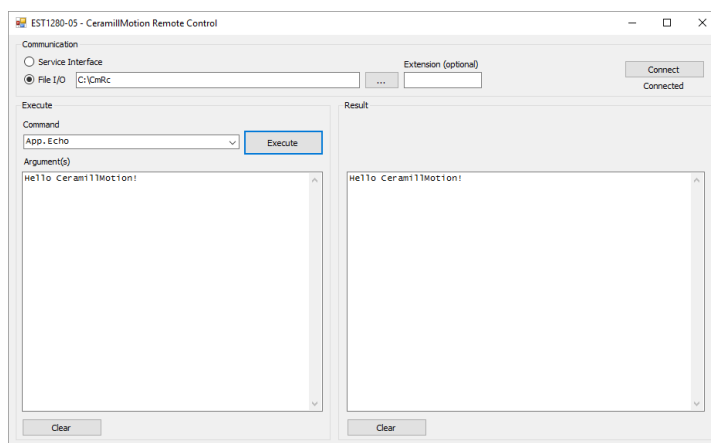 EST1280-05 - CeramillMotion Remote Control
Communication
Service Interface
File I/O
C:\CmRc
...
Extension (optional)
Connect
Connected
Execute
Command
App.Echo
Execute
Argument(s)
Hello CeramillMotion!
Clear
Result
Hello CeramillMotion!
Clear